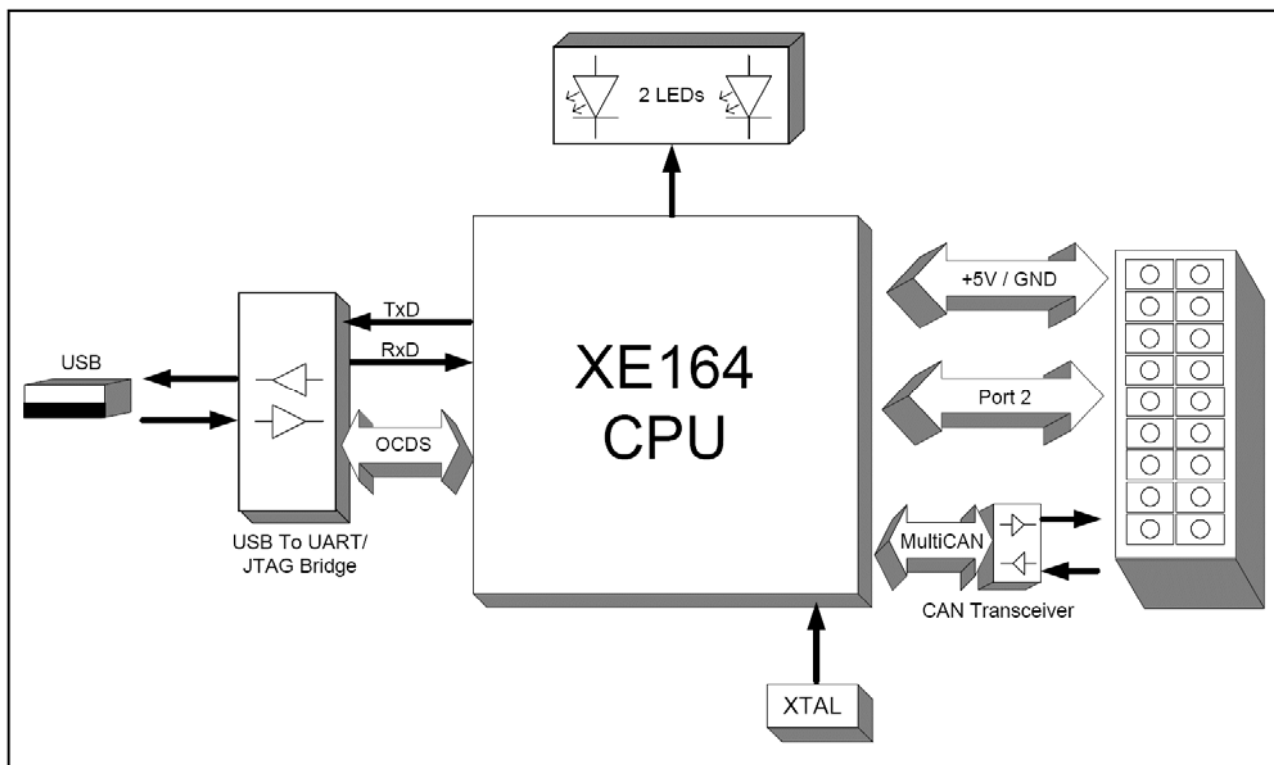 2 LEDs
TxD
RxD
USB
OCDS
USB To UART/
JTAG Bridge
XE164
CPU
+5V / GND
Port 2
MultiCAN
CAN Transceiver
XTAL